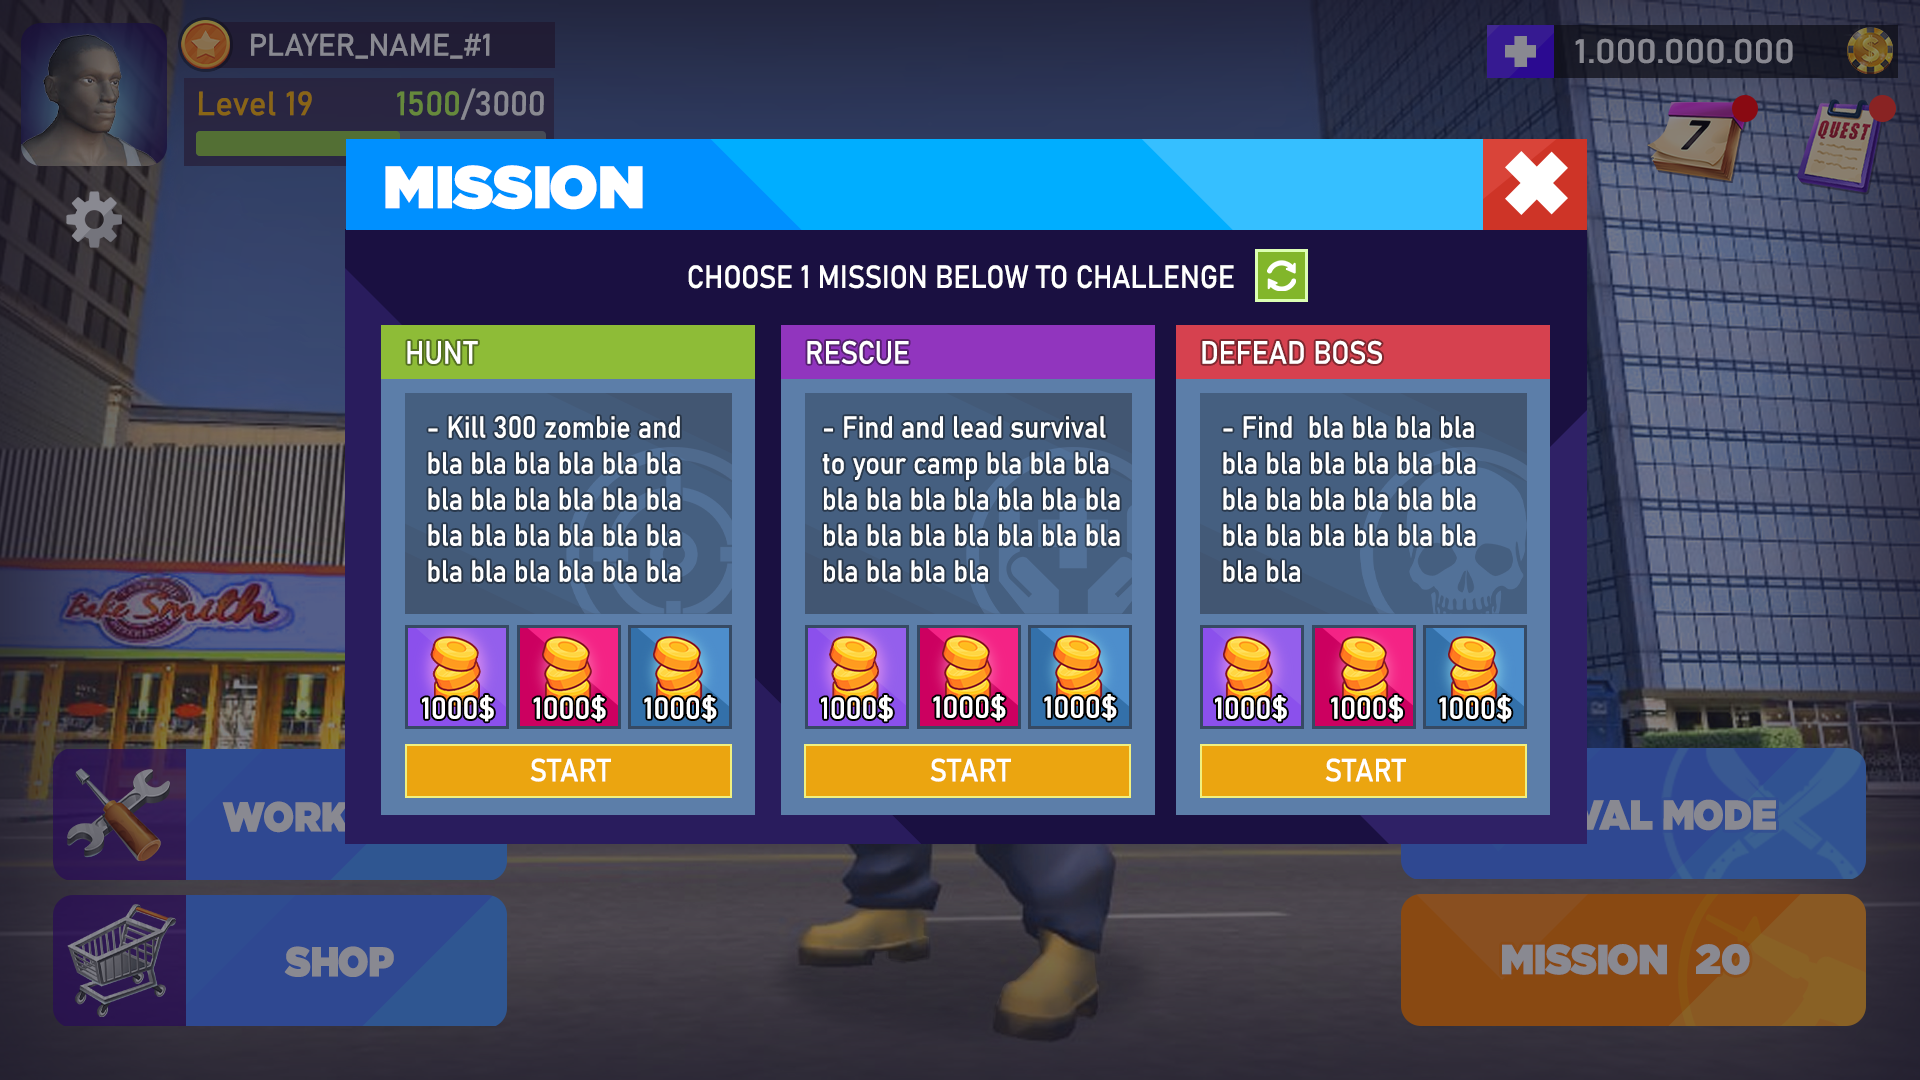 PLAYER_NAME_#1
Level 19 1500/3000
1.000.000.000
7
QUEST
MISSION
CHOOSE 1 MISSION BELOW TO CHALLENGE
HUNT
- Kill 300 zombie and
bla bla bla bla bla bla
bla bla bla bla bla bla
bla bla bla bla bla bla
bla bla bla bla bla bla
1000$ 1000$ 1000$
START
RESCUE
- Find and lead survival
to your camp bla bla bla
bla bla bla bla bla bla bla
bla bla bla bla bla bla bla
bla bla bla bla
1000$ 1000$ 1000$
START
DEFEAD BOSS
- Find  bla bla bla bla
bla bla bla bla bla bla
bla bla bla bla bla bla
bla bla bla bla bla bla
bla bla
1000$ 1000$ 1000$
START
BakeSmith
WORK
SHOP
VAL MODE
MISSION 20